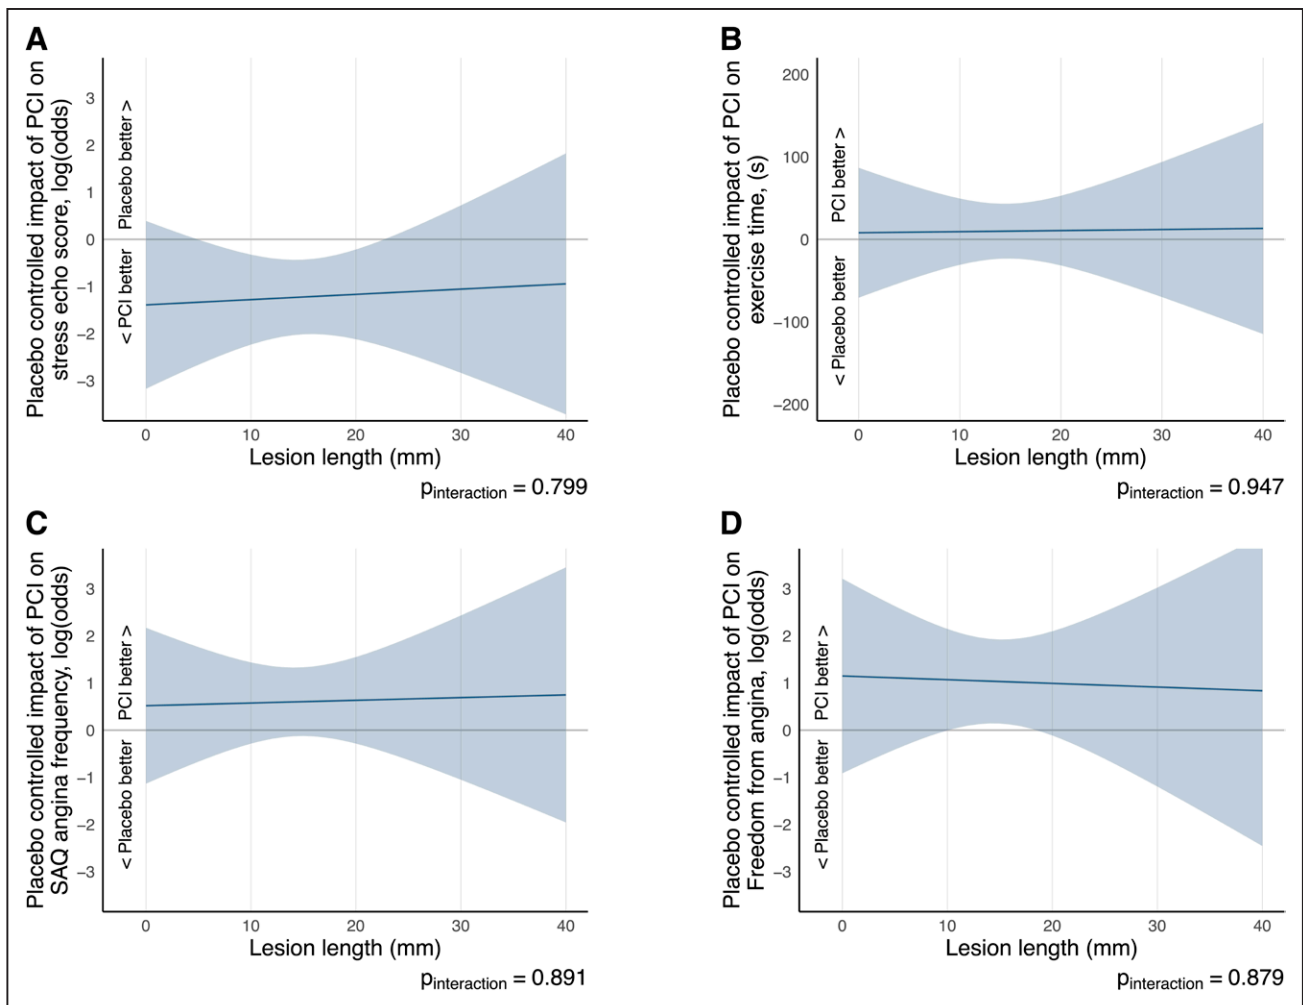 A
Placebo controlled impact of PCI on
stress echo score, log(odds)
< PCI better
Placebo better >
3
2
1
0
−1
−2
−3
0 10 20 30 40
Lesion length (mm)
pinteraction = 0.799
B
Placebo controlled impact of PCI on
exercise time, (s)
< Placebo better
PCI better >
200
100
0
−100
−200
0 10 20 30 40
Lesion length (mm)
pinteraction = 0.947
C
Placebo controlled impact of PCI on
SAQ angina frequency, log(odds)
< Placebo better
PCI better >
3
2
1
0
−1
−2
−3
0 10 20 30 40
Lesion length (mm)
pinteraction = 0.891
D
Placebo controlled impact of PCI on
Freedom from angina, log(odds)
< Placebo better
PCI better >
3
2
1
0
−1
−2
−3
0 10 20 30 40
Lesion length (mm)
pinteraction = 0.879